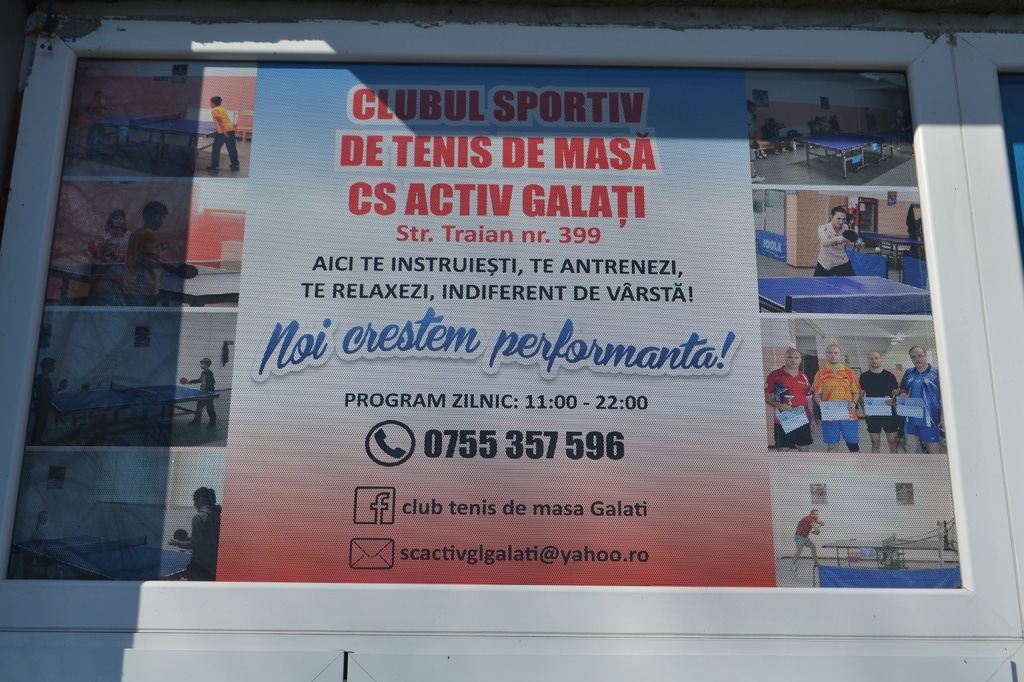 CLUBUL SPORTIV
DE TENIS DE MASĂ
CS ACTIV GALAȚI
Str. Traian nr. 399
AICI TE INSTRUIEȘTI, TE ANTRENEZI,
TE RELAXEZI, INDIFERENT DE VÂRSTĂ!
Noi crestem performanta!
PROGRAM ZILNIC: 11:00 - 22:00
0755 357 596
club tenis de masa Galati
scactivglgalati@yahoo.ro
JOOLA